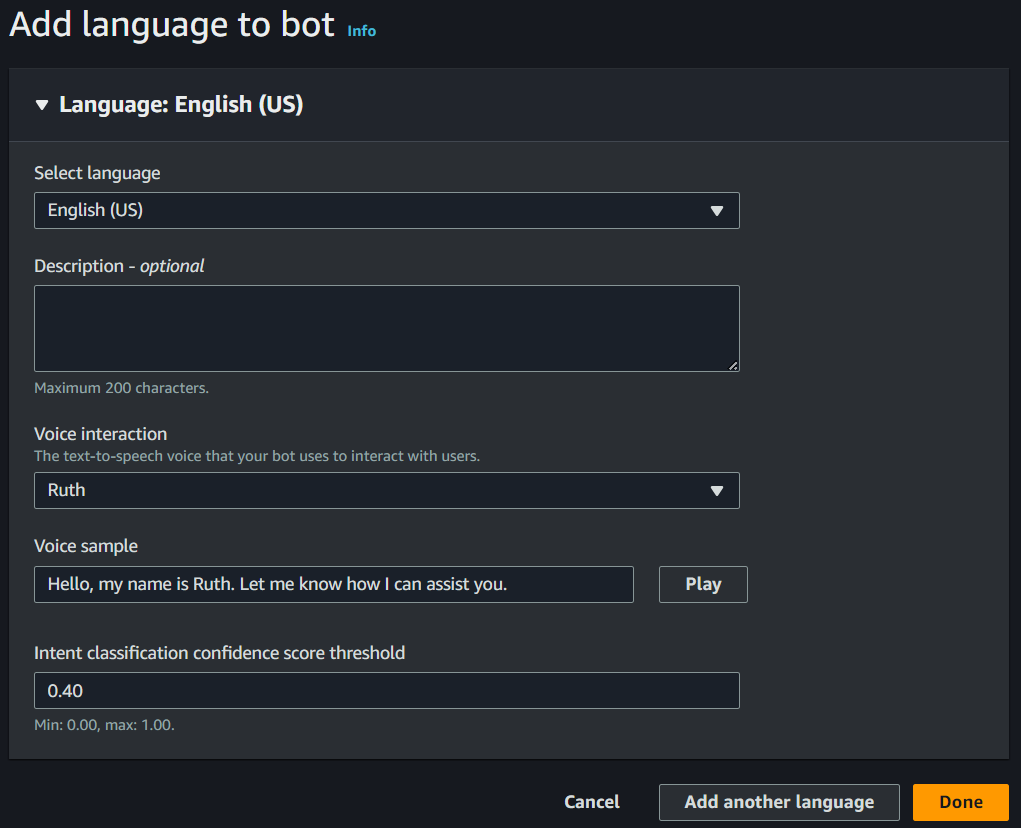 Add language to bot Info
Language: English (US)
Select language
English (US)
Description - optional
Maximum 200 characters.
Voice interaction
The text-to-speech voice that your bot uses to interact with users.
Ruth
Voice sample
Hello, my name is Ruth. Let me know how I can assist you.
Play
Intent classification confidence score threshold
0.40
Min: 0.00, max: 1.00.
Cancel
Add another language
Done